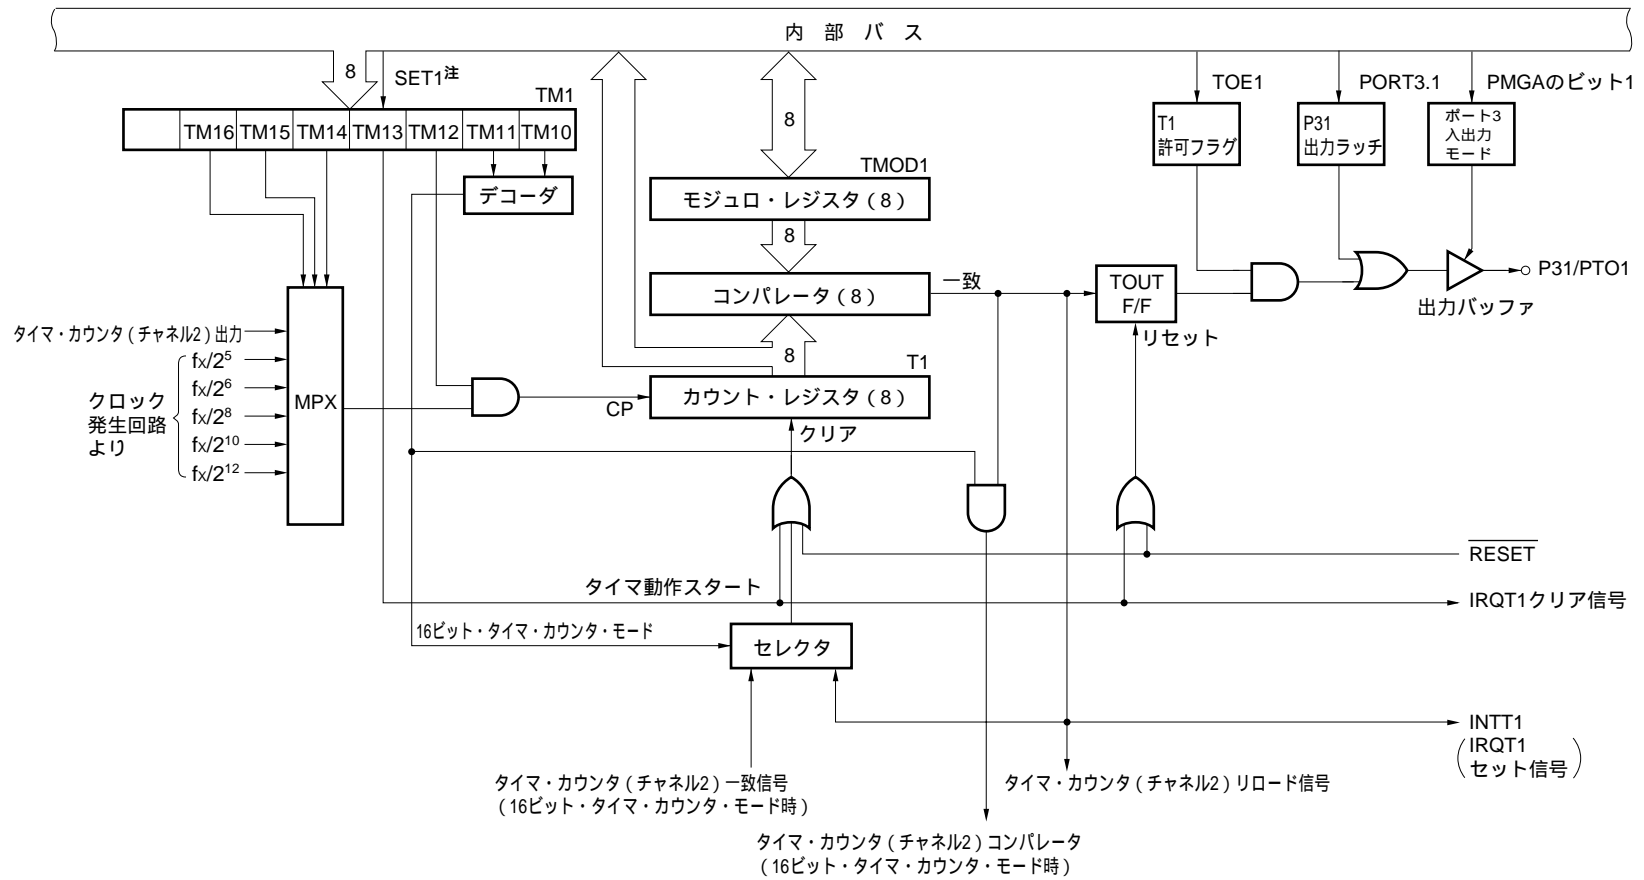 内部バス
8
SET1注
TM1
TOE1
PORT3.1
PMGAのビット1
TM16 TM15 TM14 TM13 TM12 TM11 TM10
8
T1
許可フラグ
P31
出力ラッチ
ポート3
入出力
モード
TMOD1
デコーダ
モジュロ・レジスタ(8)
8
コンパレータ(8)
一致
TOUT
F/F
P31/PTO1
出力バッファ
リセット
タイマ・カウンタ(チャネル2)出力
fX/2⁵
fX/2⁶
fX/2⁸
fX/2¹⁰
fX/2¹²
クロック
発生回路
より
MPX
8
T1
CP
カウント・レジスタ(8)
クリア
RESET
タイマ動作スタート
IRQT1クリア信号
16ビット・タイマ・カウンタ・モード
セレクタ
INTT1
(IRQT1
セット信号)
タイマ・カウンタ(チャネル2)一致信号
(16ビット・タイマ・カウンタ・モード時)
タイマ・カウンタ(チャネル2)リロード信号
タイマ・カウンタ(チャネル2)コンパレータ
(16ビット・タイマ・カウンタ・モード時)